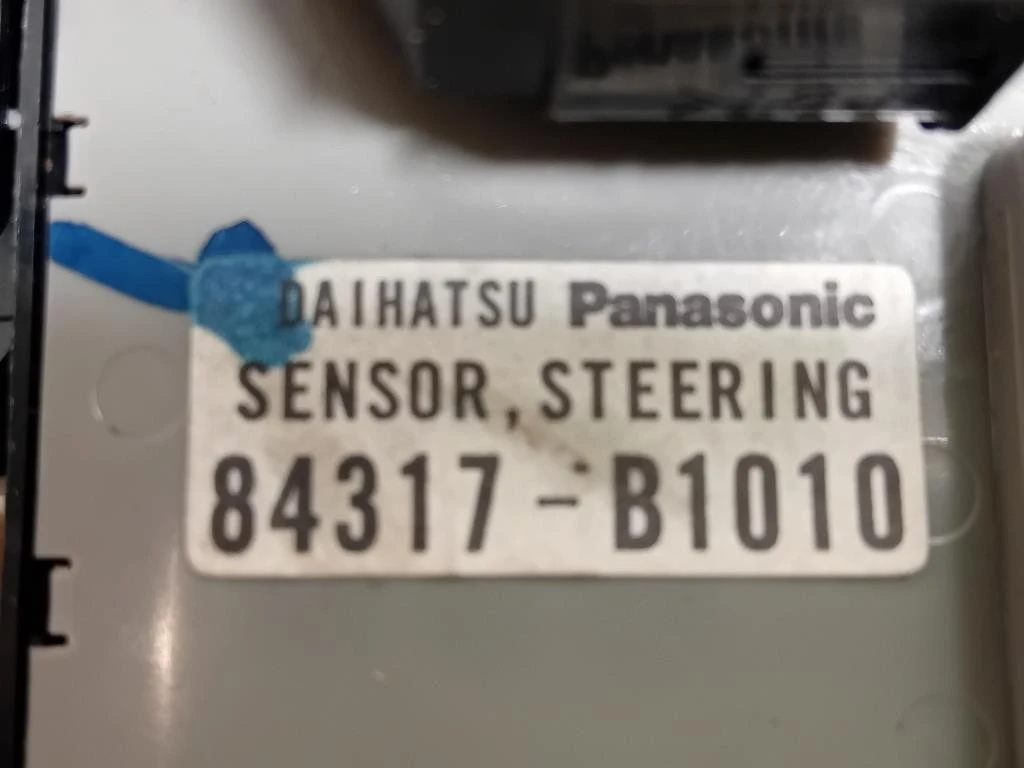 DAIHATSU Panasonic
SENSOR, STEERING
84317-B1010